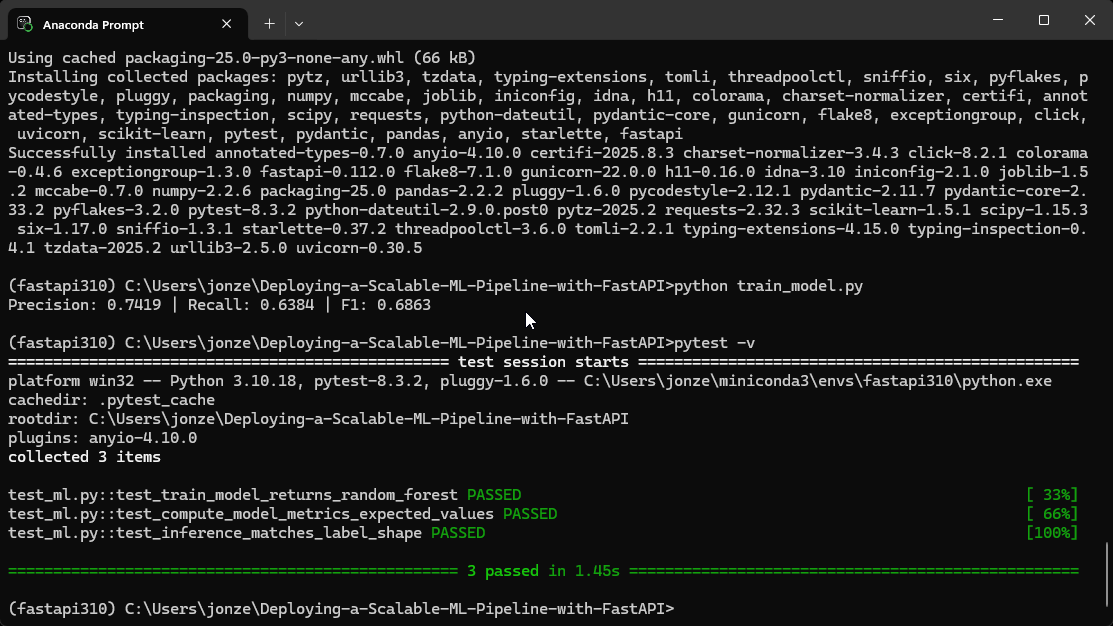 Anaconda Prompt
Using cached packaging-25.0-py3-none-any.whl (66 kB)
Installing collected packages: pytz, urllib3, tzdata, typing-extensions, tomli, threadpoolctl, sniffio, six, pyflakes, p
ycodestyle, pluggy, packaging, numpy, mccabe, joblib, iniconfig, idna, h11, colorama, charset-normalizer, certifi, annot
ated-types, typing-inspection, scipy, requests, python-dateutil, pydantic-core, gunicorn, flake8, exceptiongroup, click,
 uvicorn, scikit-learn, pytest, pydantic, pandas, anyio, starlette, fastapi
Successfully installed annotated-types-0.7.0 anyio-4.10.0 certifi-2025.8.3 charset-normalizer-3.4.3 click-8.2.1 colorama
-0.4.6 exceptiongroup-1.3.0 fastapi-0.112.0 flake8-7.1.0 gunicorn-22.0.0 h11-0.16.0 idna-3.10 iniconfig-2.1.0 joblib-1.5
.2 mccabe-0.7.0 numpy-2.2.6 packaging-25.0 pandas-2.2.2 pluggy-1.6.0 pycodestyle-2.12.1 pydantic-2.11.7 pydantic-core-2.
33.2 pyflakes-3.2.0 pytest-8.3.2 python-dateutil-2.9.0.post0 pytz-2025.2 requests-2.32.3 scikit-learn-1.5.1 scipy-1.15.3
 six-1.17.0 sniffio-1.3.1 starlette-0.37.2 threadpoolctl-3.6.0 tomli-2.2.1 typing-extensions-4.15.0 typing-inspection-0.
4.1 tzdata-2025.2 urllib3-2.5.0 uvicorn-0.30.5
(fastapi310) C:\Users\jonze\Deploying-a-Scalable-ML-Pipeline-with-FastAPI>python train_model.py
Precision: 0.7419 | Recall: 0.6384 | F1: 0.6863
(fastapi310) C:\Users\jonze\Deploying-a-Scalable-ML-Pipeline-with-FastAPI>pytest -v
================================================= test session starts =================================================
platform win32 -- Python 3.10.18, pytest-8.3.2, pluggy-1.6.0 -- C:\Users\jonze\miniconda3\envs\fastapi310\python.exe
cachedir: .pytest_cache
rootdir: C:\Users\jonze\Deploying-a-Scalable-ML-Pipeline-with-FastAPI
plugins: anyio-4.10.0
collected 3 items
test_ml.py::test_train_model_returns_random_forest PASSED [ 33%]
test_ml.py::test_compute_model_metrics_expected_values PASSED [ 66%]
test_ml.py::test_inference_matches_label_shape PASSED [100%]
================================================== 3 passed in 1.45s ==================================================
(fastapi310) C:\Users\jonze\Deploying-a-Scalable-ML-Pipeline-with-FastAPI>